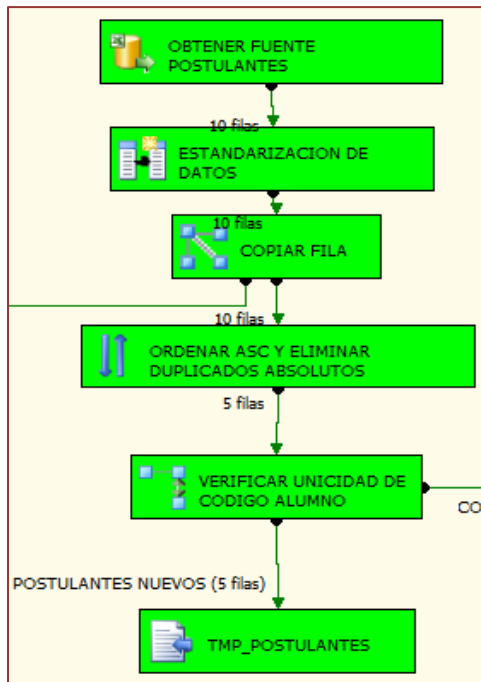 OBTENER FUENTE
POSTULANTES
10 filas
ESTANDARIZACION DE
DATOS
10 filas
COPIAR FILA
10 filas
ORDENAR ASC Y ELIMINAR
DUPLICADOS ABSOLUTOS
5 filas
VERIFICAR UNICIDAD DE
CODIGO ALUMNO
CO
POSTULANTES NUEVOS (5 filas)
TMP_POSTULANTES